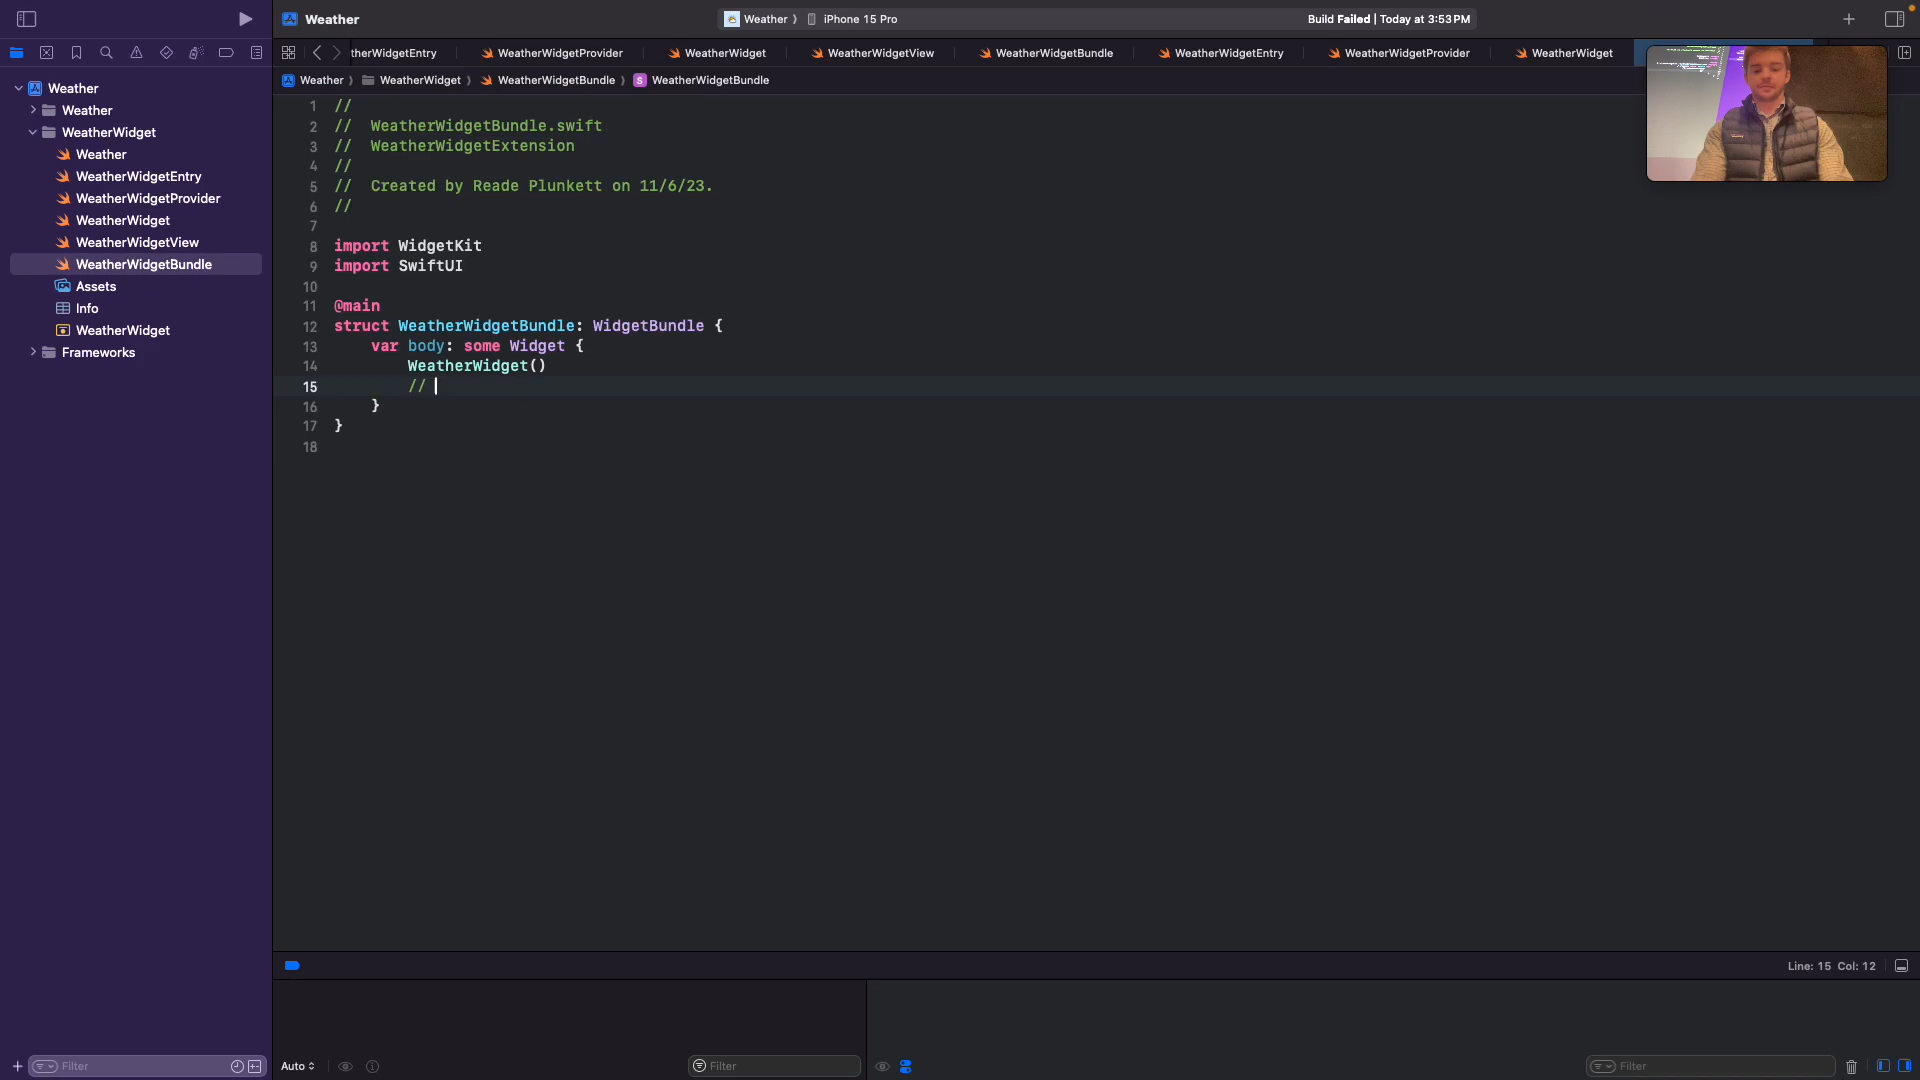 Weather
Weather 〉 iPhone 15 Pro
Build Failed | Today at 3:53 PM
therWidgetEntry
WeatherWidgetProvider
WeatherWidget
WeatherWidgetView
WeatherWidgetBundle
WeatherWidgetEntry
WeatherWidgetProvider
WeatherWidget
Weather 〉 WeatherWidget 〉 WeatherWidgetBundle 〉 S WeatherWidgetBundle
Weather
Weather
WeatherWidget
Weather
WeatherWidgetEntry
WeatherWidgetProvider
WeatherWidget
WeatherWidgetView
WeatherWidgetBundle
Assets
Info
WeatherWidget
Frameworks
1 //
2 //  WeatherWidgetBundle.swift
3 //  WeatherWidgetExtension
4 //
5 //  Created by Reade Plunkett on 11/6/23.
6 //
7
8 import WidgetKit
9 import SwiftUI
10
11 @main
12 struct WeatherWidgetBundle: WidgetBundle {
13     var body: some Widget {
14         WeatherWidget()
15         //
16     }
17 }
18
Line: 15 Col: 12
Filter
Auto
Filter
Filter